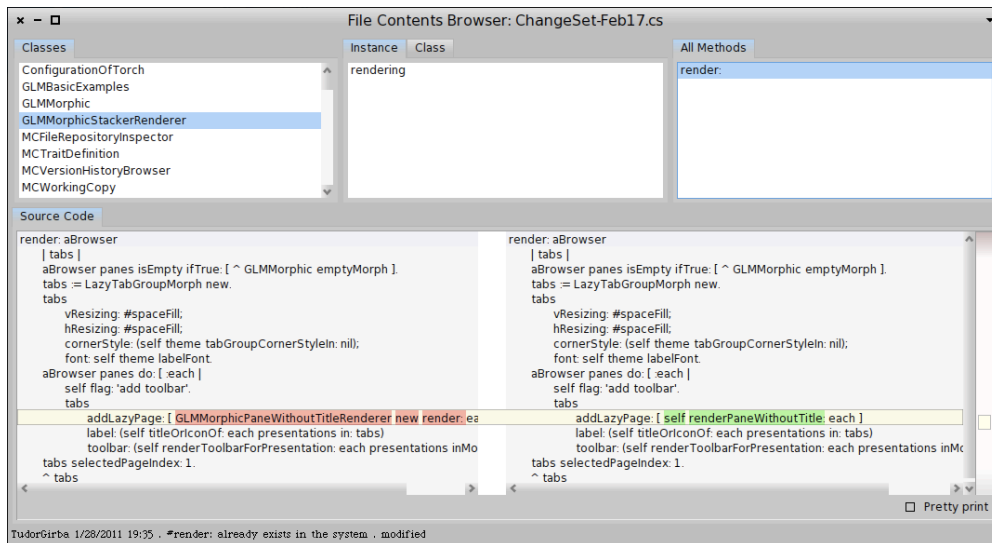 File Contents Browser: ChangeSet-Feb17.cs
Classes
ConfigurationOfTorch
GLMBasicExamples
GLMMorphic
GLMMorphicStackerRenderer
MCFileRepositoryInspector
MCTraitDefinition
MCVersionHistoryBrowser
MCWorkingCopy
Instance Class
rendering
All Methods
render:
Source Code
render: aBrowser
| tabs |
aBrowser panes isEmpty ifTrue: [ ^ GLMMorphic emptyMorph ].
tabs := LazyTabGroupMorph new.
tabs
vResizing: #spaceFill;
hResizing: #spaceFill;
cornerStyle: (self theme tabGroupCornerStyleIn: nil);
font: self theme labelFont.
aBrowser panes do: [ :each |
self flag: 'add toolbar'.
tabs
addLazyPage: [ GLMMorphicPaneWithoutTitleRenderer new render: ea
label: (self titleOrIconOf: each presentations in: tabs)
toolbar: (self renderToolbarForPresentation: each presentations inMo
tabs selectedPageIndex: 1.
^ tabs
render: aBrowser
| tabs |
aBrowser panes isEmpty ifTrue: [ ^ GLMMorphic emptyMorph ].
tabs := LazyTabGroupMorph new.
tabs
vResizing: #spaceFill;
hResizing: #spaceFill;
cornerStyle: (self theme tabGroupCornerStyleIn: nil);
font: self theme labelFont.
aBrowser panes do: [ :each |
self flag: 'add toolbar'.
tabs
addLazyPage: [ self renderPaneWithoutTitle: each ]
label: (self titleOrIconOf: each presentations in: tabs)
toolbar: (self renderToolbarForPresentation: each presentations inMo
tabs selectedPageIndex: 1.
^ tabs
Pretty print
TudorGirba 1/28/2011 19:35 . #render: already exists in the system . modified